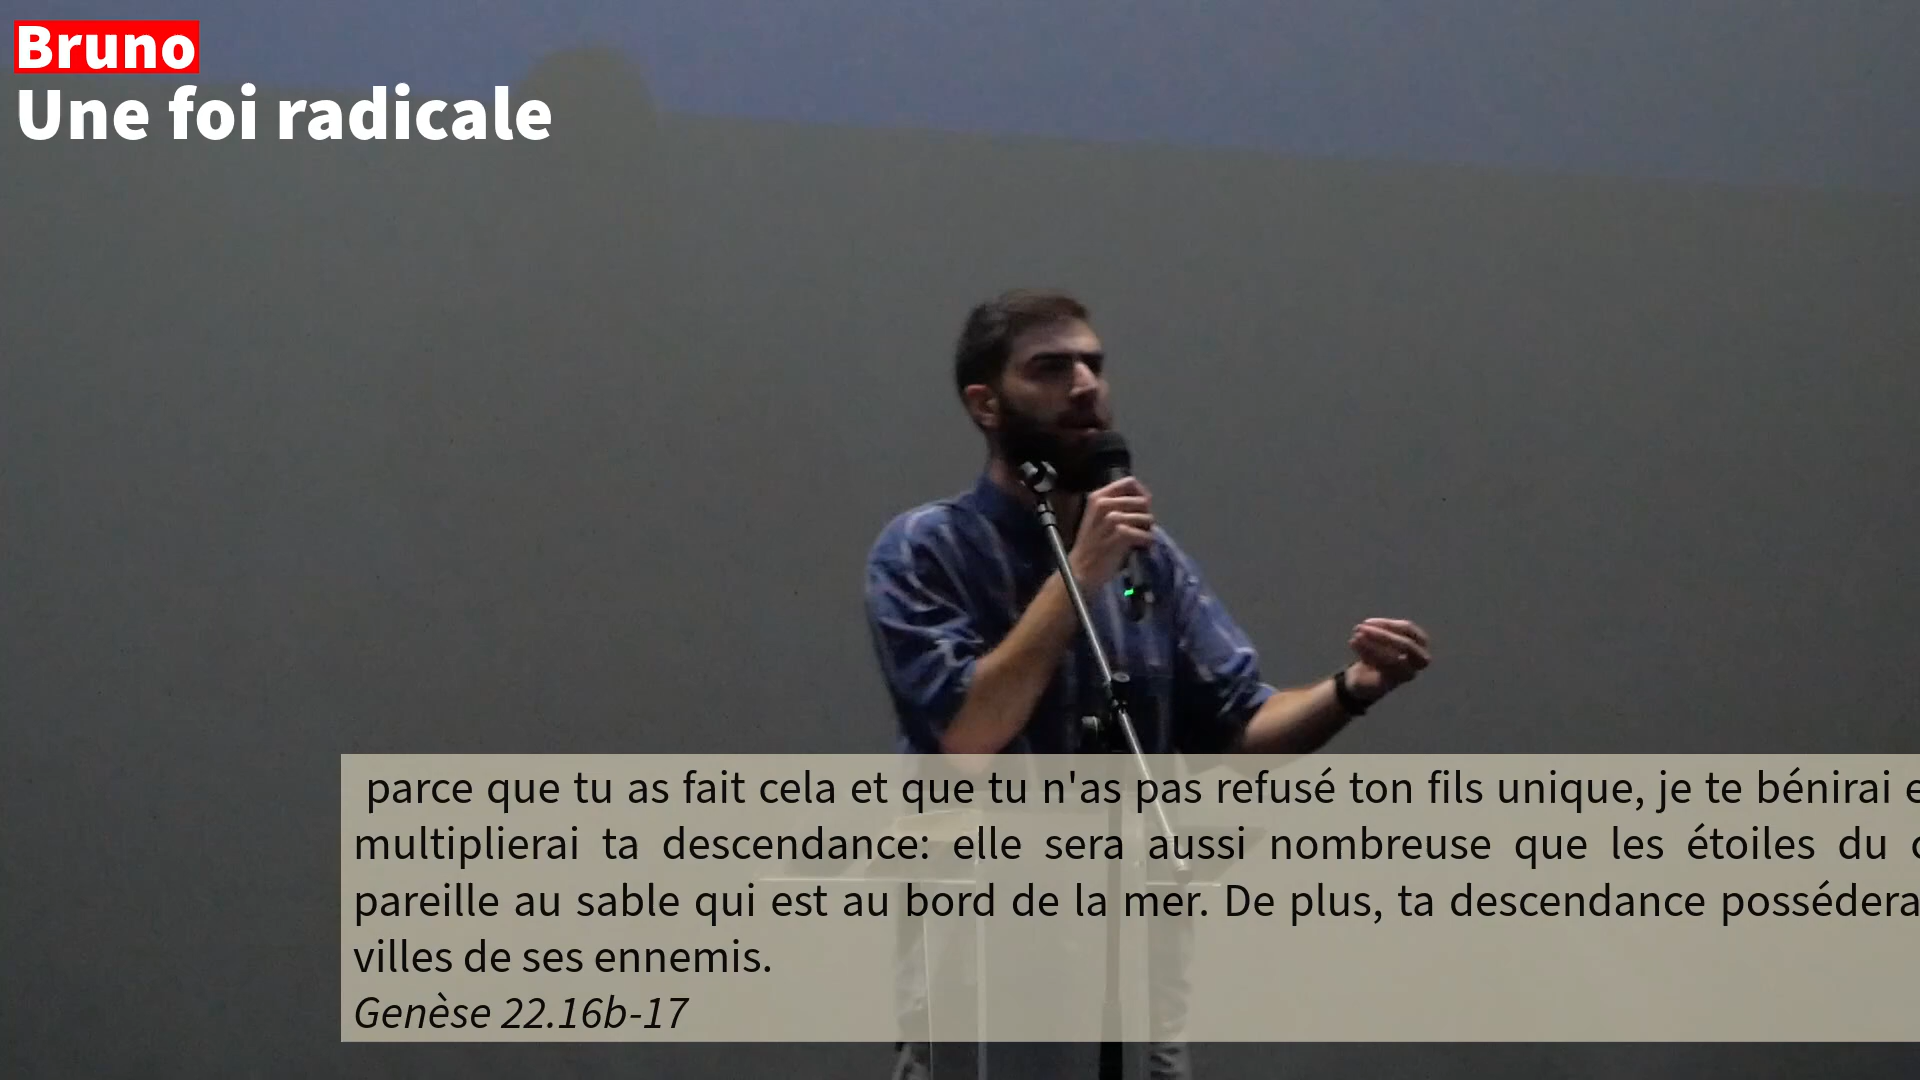 Bruno
Une foi radicale
parce que tu as fait cela et que tu n'as pas refusé ton fils unique, je te bénirai
multiplierai ta descendance: elle sera aussi nombreuse que les étoiles du
pareille au sable qui est au bord de la mer. De plus, ta descendance possédera
villes de ses ennemis.
Genèse 22.16b-17